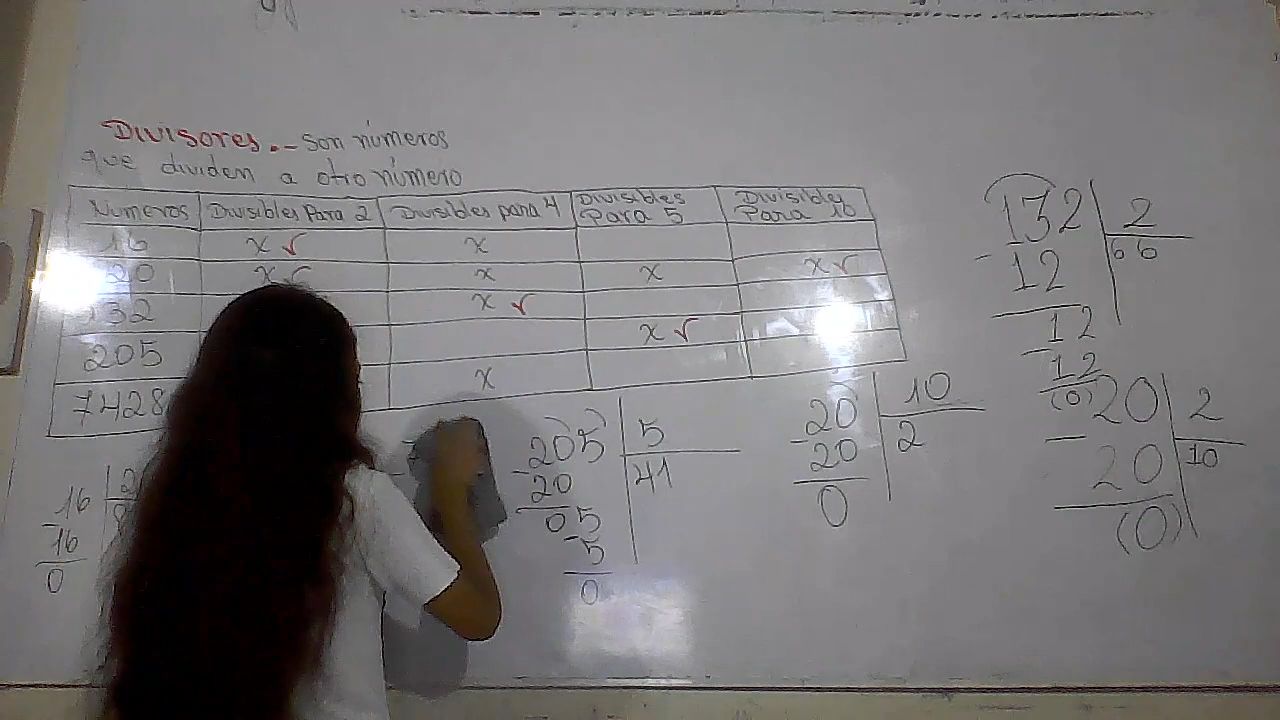 Divisores.- son números
que dividen a otro número
Números | Divisibles para 2 | Divisibles para 4 | Divisibles para 5 | Divisibles para 10
16 | x ✓ | x
20 | x ✓ | x | x | x ✓
132 | x ✓
205 | x ✓
7428 | x
132 | 2
-12 66
12
-12
(0)
20 | 2
-20 10
(0)
20 | 10
-20 2
0
205 | 5
-20 41
05
-5
0
16 | 2
-16 8
0